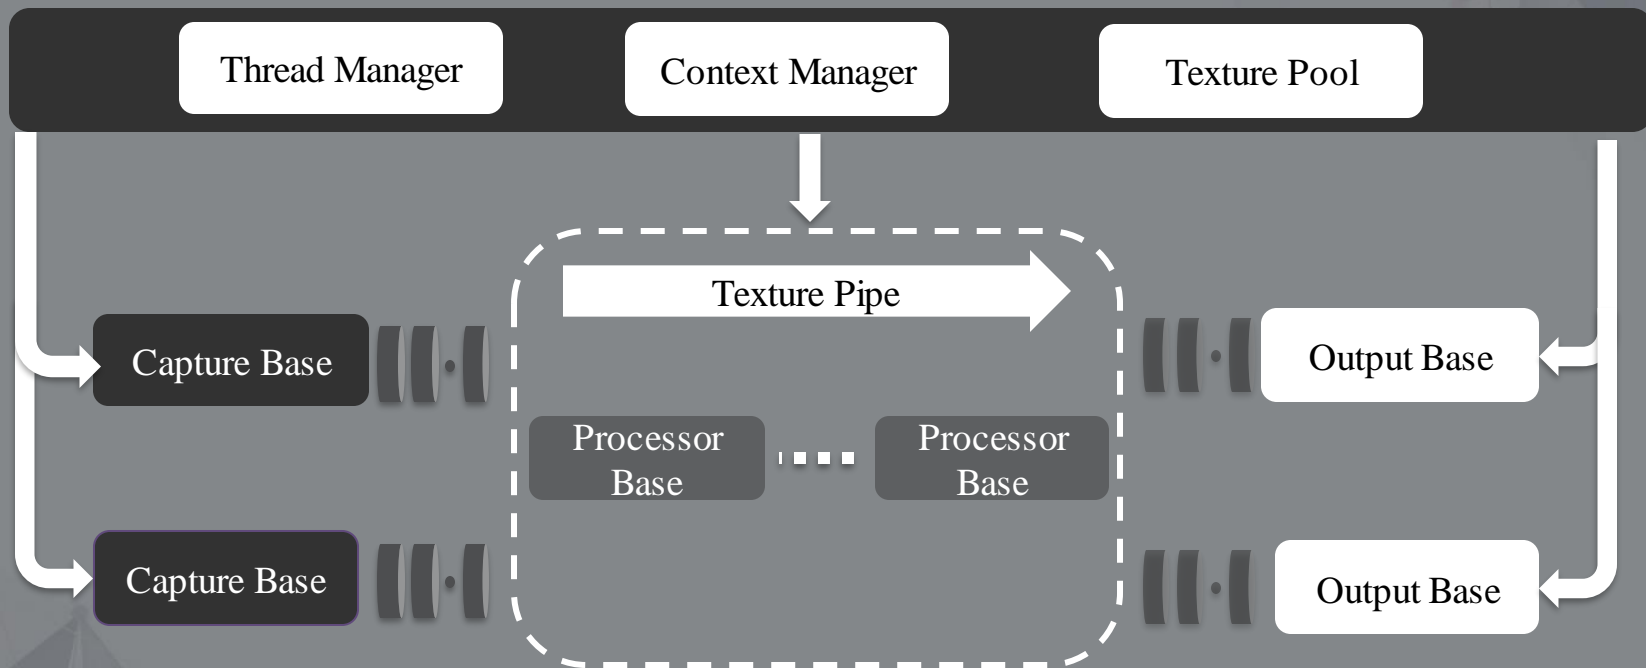 Thread Manager
Context Manager
Texture Pool
Texture Pipe
Capture Base
Output Base
Processor
Base
Processor
Base
Capture Base
Output Base